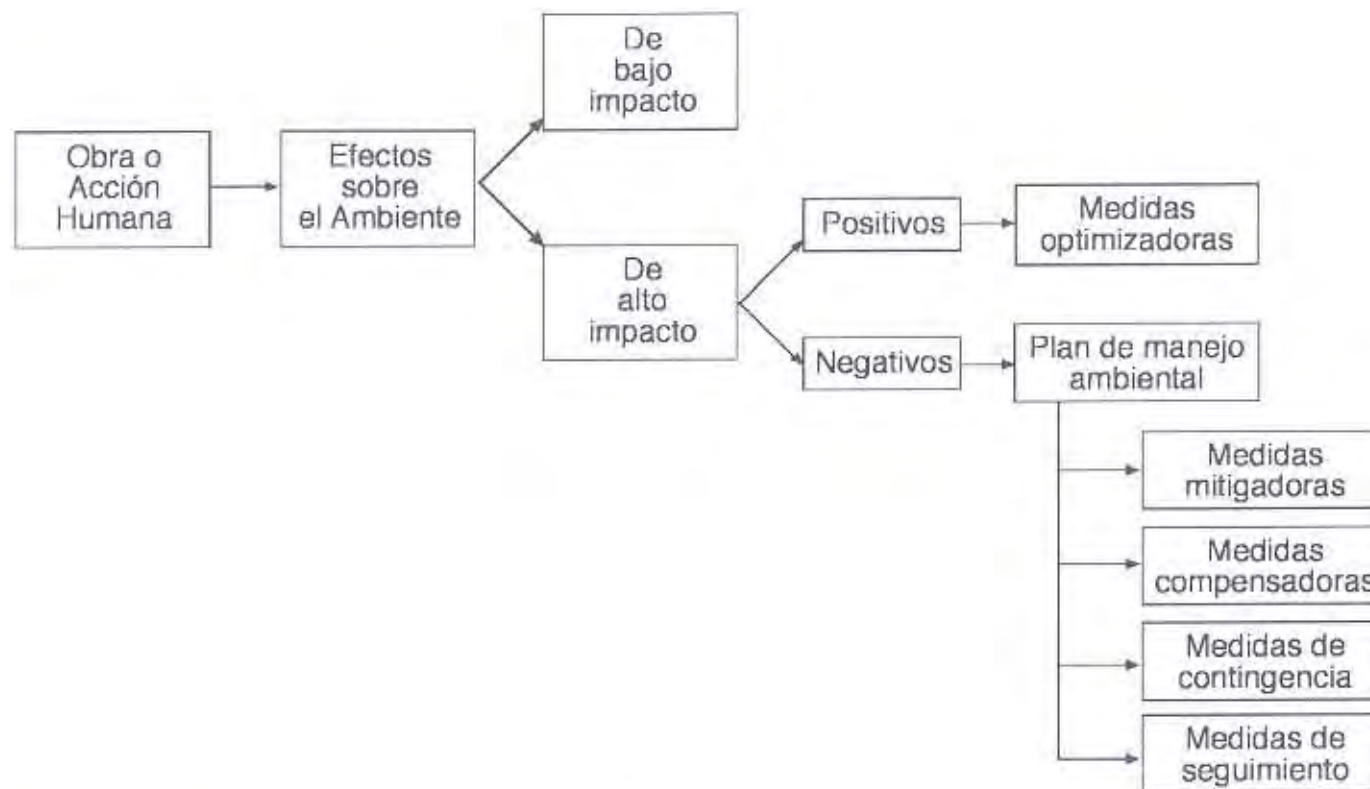 De
bajo
impacto
Obra o
Acción
Humana
Efectos
sobre
el Ambiente
De
alto
impacto
Positivos
Medidas
optimizadoras
Negativos
Plan de manejo
ambiental
Medidas
mitigadoras
Medidas
compensadoras
Medidas de
contingencia
Medidas de
seguimiento